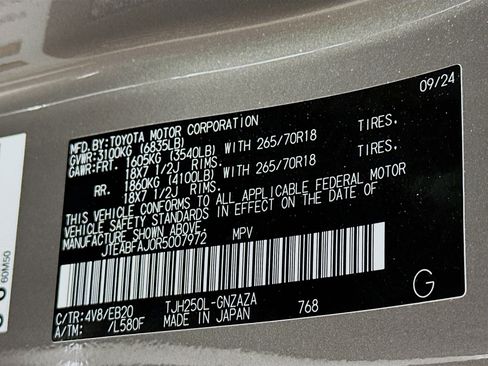 09/24
MFD.BY:TOYOTA MOTOR CORPORATION
GVWR:3100KG (6835LB)
GAWR:FRT. 1605KG (3540LB) WITH 265/70R18 TIRES,
18X7 1/2J RIMS.
RR. 1860KG (4100LB) WITH 265/70R18 TIRES,
18X7 1/2J RIMS.
THIS VEHICLE CONFORMS TO ALL APPLICABLE FEDERAL MOTOR
VEHICLE SAFETY STANDARDS IN EFFECT ON THE DATE OF
MANUFACTURE SHOWN ABOVE.
JTEABFAJ0R5007972 MPV
C/TR:4V8/EB20 TJH250L-GNZAZA 768 G
A/TM: /L580F MADE IN JAPAN
60M50